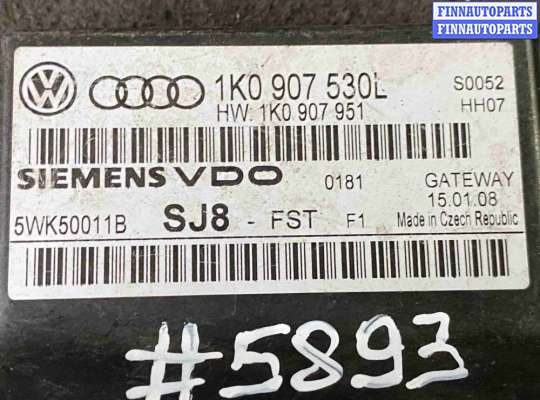 FINNAUTOPARTS
FINNAUTOPARTS
1K0 907 530L S0052
HW: 1K0 907 951 HH07
SIEMENS VDO 0181 GATEWAY
15.01.08
5WK50011B SJ8 - FST F1 Made in Czech Republic
#5893